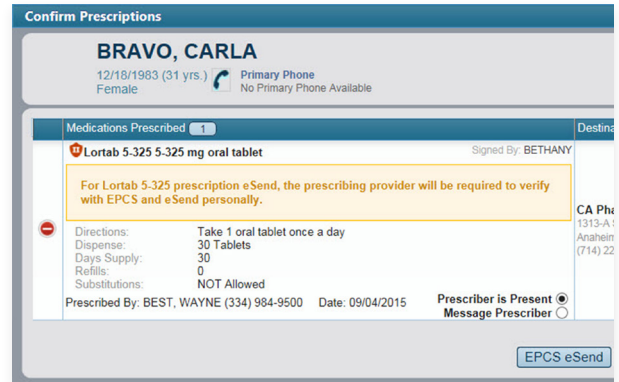 Confirm Prescriptions
BRAVO, CARLA
12/18/1983 (31 yrs.) Primary Phone
Female No Primary Phone Available
Medications Prescribed 1
Destina
Lortab 5-325 5-325 mg oral tablet Signed By: BETHANY
For Lortab 5-325 prescription eSend, the prescribing provider will be required to verify
with EPCS and eSend personally.
Directions: Take 1 oral tablet once a day
Dispense: 30 Tablets
Days Supply: 30
Refills: 0
Substitutions: NOT Allowed
Prescribed By: BEST, WAYNE (334) 984-9500 Date: 09/04/2015
Prescriber is Present
Message Prescriber
CA Pha
1313-A
Anaheim
(714) 22
EPCS eSend